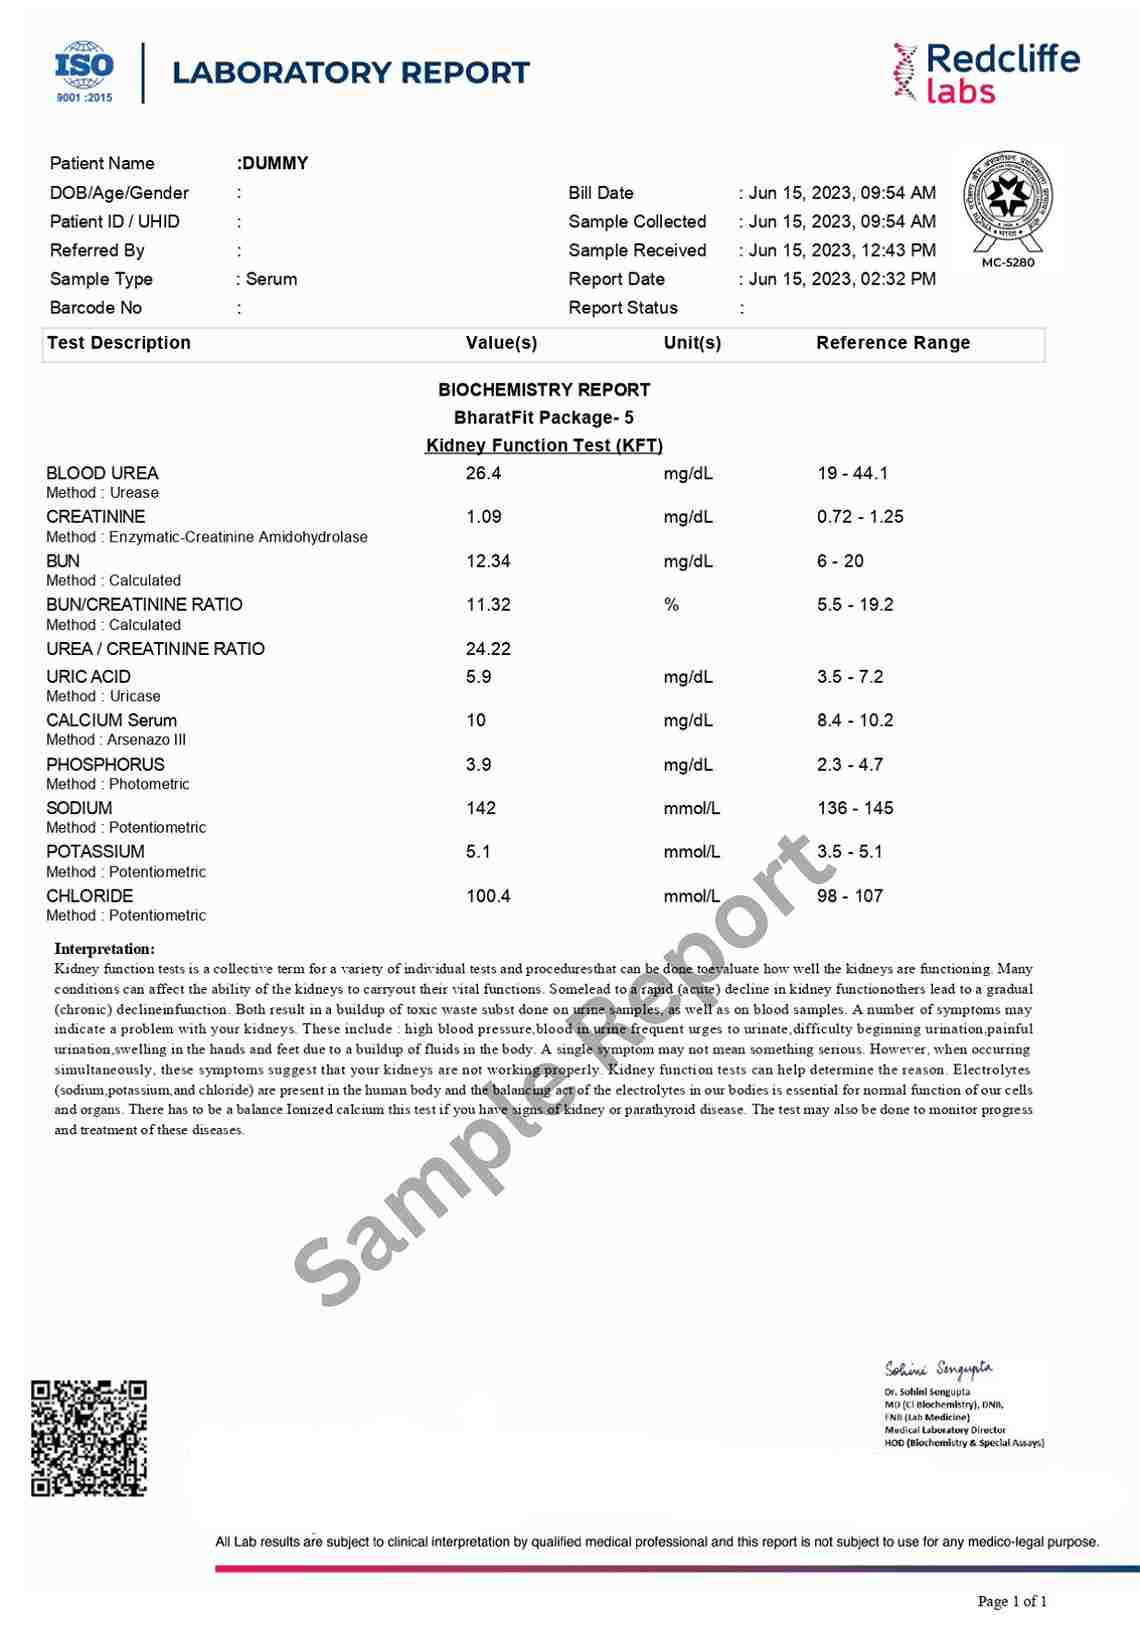 ISO
9001 :2015
LABORATORY REPORT
Redcliffe
labs
Patient Name :DUMMY
DOB/Age/Gender : Bill Date : Jun 15, 2023, 09:54 AM
Patient ID / UHID : Sample Collected : Jun 15, 2023, 09:54 AM
Referred By : Sample Received : Jun 15, 2023, 12:43 PM
Sample Type : Serum Report Date : Jun 15, 2023, 02:32 PM
Barcode No : Report Status :
MC-5280
Test Description Value(s) Unit(s) Reference Range
BIOCHEMISTRY REPORT
BharatFit Package- 5
Kidney Function Test (KFT)
BLOOD UREA 26.4 mg/dL 19 - 44.1
Method : Urease
CREATININE 1.09 mg/dL 0.72 - 1.25
Method : Enzymatic-Creatinine Amidohydrolase
BUN 12.34 mg/dL 6 - 20
Method : Calculated
BUN/CREATININE RATIO 11.32 % 5.5 - 19.2
Method : Calculated
UREA / CREATININE RATIO 24.22
URIC ACID 5.9 mg/dL 3.5 - 7.2
Method : Uricase
CALCIUM Serum 10 mg/dL 8.4 - 10.2
Method : Arsenazo III
PHOSPHORUS 3.9 mg/dL 2.3 - 4.7
Method : Photometric
SODIUM 142 mmol/L 136 - 145
Method : Potentiometric
POTASSIUM 5.1 mmol/L 3.5 - 5.1
Method : Potentiometric
CHLORIDE 100.4 mmol/L 98 - 107
Method : Potentiometric
Interpretation:
Kidney function tests is a collective term for a variety of individual tests and proceduresthat can be done toevaluate how well the kidneys are functioning. Many
conditions can affect the ability of the kidneys to carryout their vital functions. Somelead to a rapid (acute) decline in kidney functionothers lead to a gradual
(chronic) declineinfunction. Both result in a buildup of toxic waste subst done on urine samples, as well as on blood samples. A number of symptoms may
indicate a problem with your kidneys. These include : high blood pressure,blood in urine frequent urges to urinate,difficulty beginning urination,painful
urination,swelling in the hands and feet due to a buildup of fluids in the body. A single symptom may not mean something serious. However, when occurring
simultaneously, these symptoms suggest that your kidneys are not working properly. Kidney function tests can help determine the reason. Electrolytes
(sodium,potassium,and chloride) are present in the human body and the balancing act of the electrolytes in our bodies is essential for normal function of our cells
and organs. There has to be a balance Ionized calcium this test if you have signs of kidney or parathyroid disease. The test may also be done to monitor progress
and treatment of these diseases.
Sample Report
Sohini Sengupta
Dr. Sohini Sengupta
MD (Cl Biochemistry), DNB,
FNB (Lab Medicine)
Medical Laboratory Director
HOD (Biochemistry & Special Assays)
All Lab results are subject to clinical interpretation by qualified medical professional and this report is not subject to use for any medico-legal purpose.
Page 1 of 1